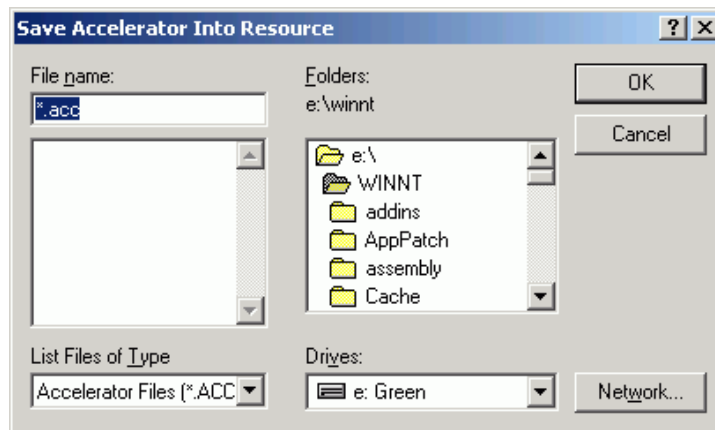 Save Accelerator Into Resource
File name:
*.acc
Folders:
e:\winnt
e:\
WINNT
addins
AppPatch
assembly
Cache
OK
Cancel
List Files of Type
Accelerator Files (*.ACC
Drives:
e: Green
Network...